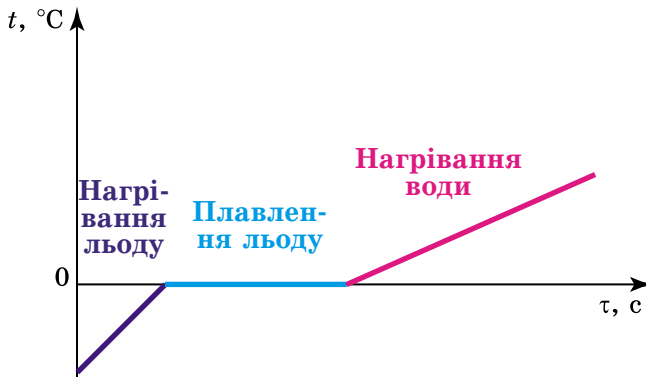 t, °C
Нагрівання
води
Нагрі-
вання
льоду
Плавлен-
ня льоду
0
τ, с